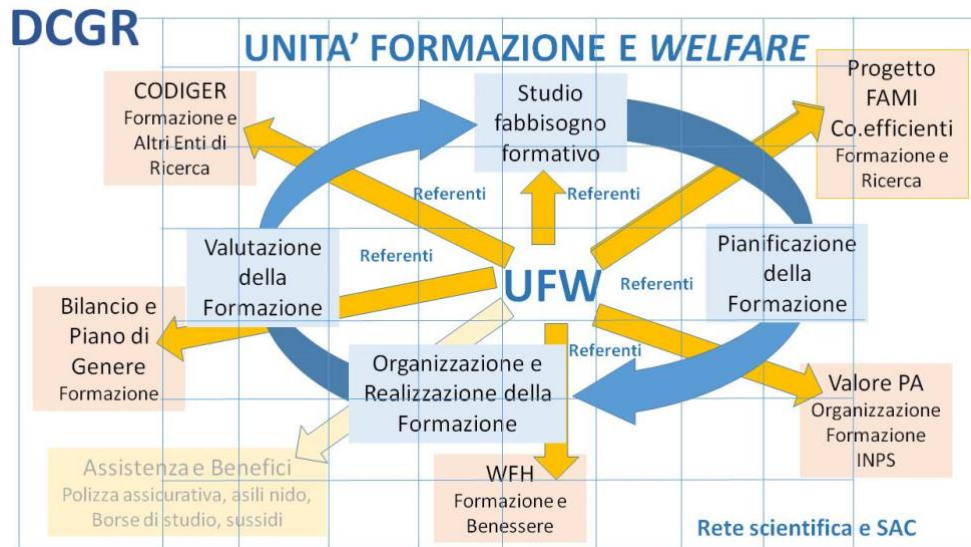 DCGR
UNITA’ FORMAZIONE E WELFARE
CODIGER
Formazione e
Altri Enti di
Ricerca
Studio
fabbisogno
formativo
Progetto
FAMI
Co.efficienti
Formazione e
Ricerca
Referenti
Referenti
Valutazione
della
Formazione
Referenti
UFW
Referenti
Pianificazione
della
Formazione
Bilancio e
Piano di
Genere
Formazione
Organizzazione e
Realizzazione della
Formazione
Referenti
Valore PA
Organizzazione
Formazione
INPS
Assistenza e Benefici
Polizza assicurativa, asili nido,
Borse di studio, sussidi
WFH
Formazione e
Benessere
Rete scientifica e SAC